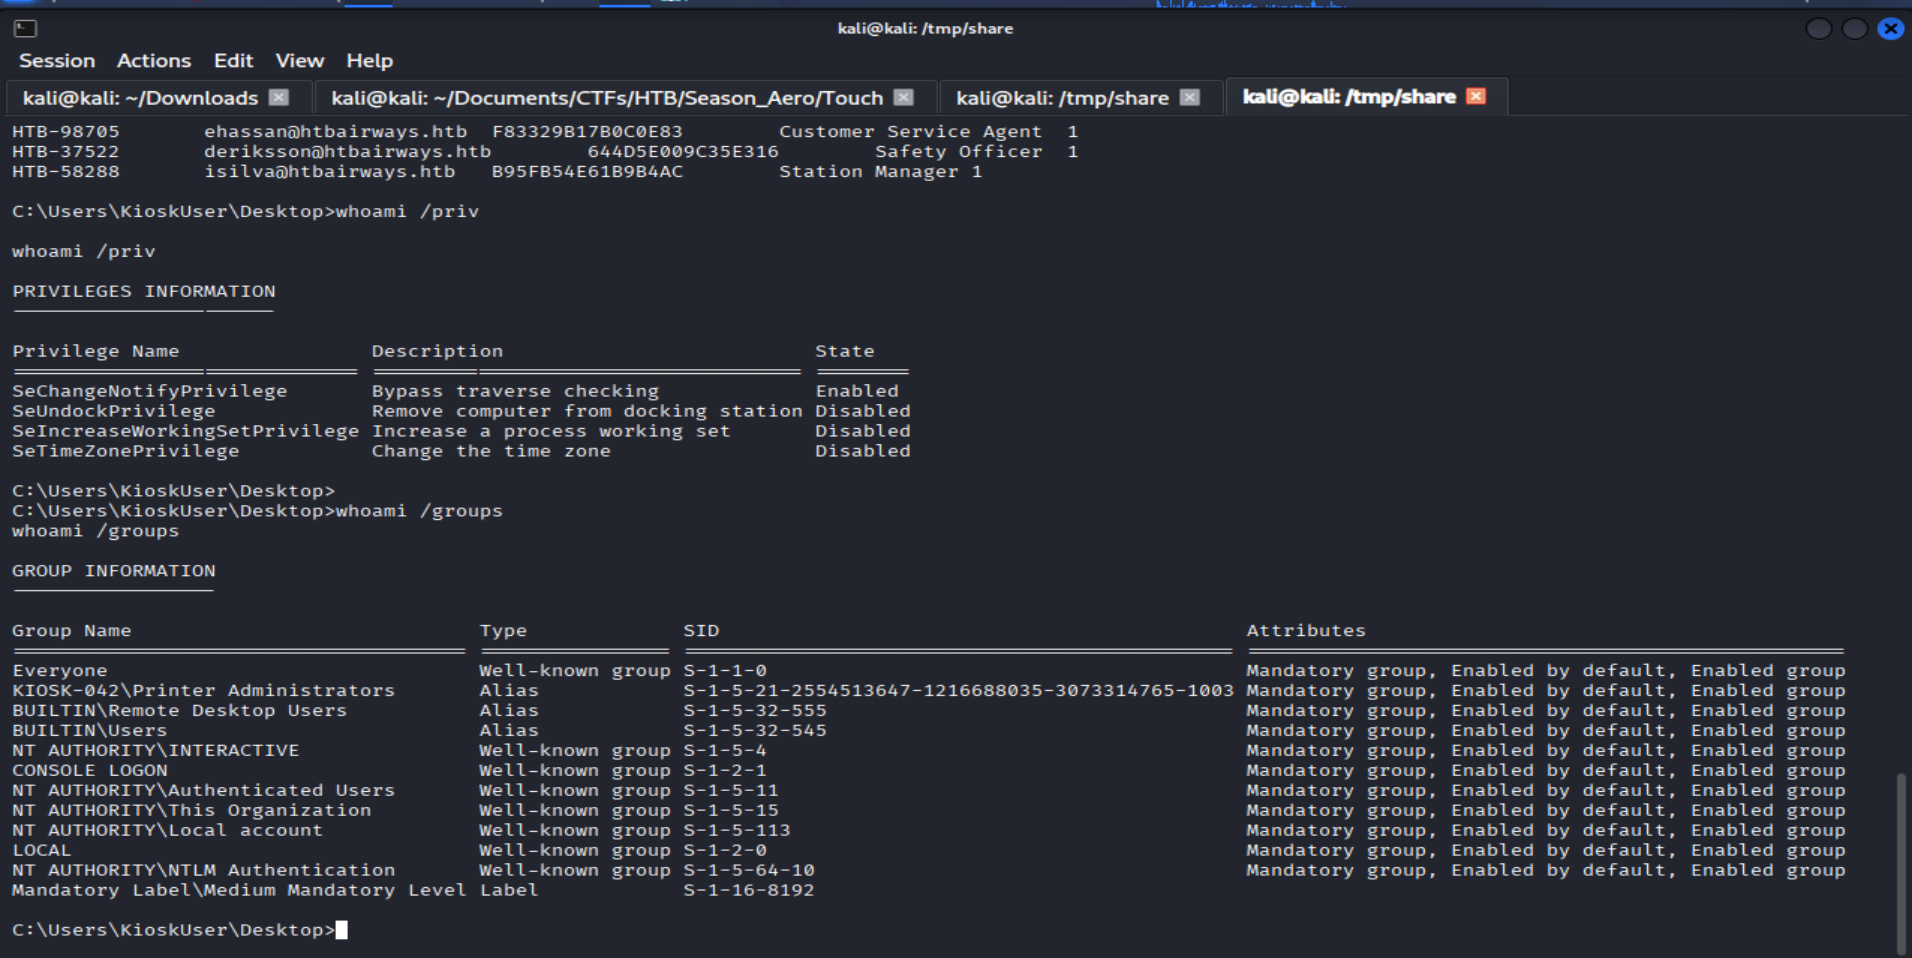 kali@kali: /tmp/share
Session Actions Edit View Help
kali@kali: ~/Downloads kali@kali: ~/Documents/CTFs/HTB/Season_Aero/Touch kali@kali: /tmp/share kali@kali: /tmp/share
HTB-98705 ehassan@htbairways.htb F83329B17B0C0E83 Customer Service Agent 1
HTB-37522 deriksson@htbairways.htb 644D5E009C35E316 Safety Officer 1
HTB-58288 isilva@htbairways.htb B95FB54E61B9B4AC Station Manager 1
C:\Users\KioskUser\Desktop>whoami /priv
whoami /priv
PRIVILEGES INFORMATION
Privilege Name Description State
SeChangeNotifyPrivilege Bypass traverse checking Enabled
SeUndockPrivilege Remove computer from docking station Disabled
SeIncreaseWorkingSetPrivilege Increase a process working set Disabled
SeTimeZonePrivilege Change the time zone Disabled
C:\Users\KioskUser\Desktop>
C:\Users\KioskUser\Desktop>whoami /groups
whoami /groups
GROUP INFORMATION
Group Name Type SID Attributes
Everyone Well-known group S-1-1-0 Mandatory group, Enabled by default, Enabled group
KIOSK-042\Printer Administrators Alias S-1-5-21-2554513647-1216688035-3073314765-1003 Mandatory group, Enabled by default, Enabled group
BUILTIN\Remote Desktop Users Alias S-1-5-32-555 Mandatory group, Enabled by default, Enabled group
BUILTIN\Users Alias S-1-5-32-545 Mandatory group, Enabled by default, Enabled group
NT AUTHORITY\INTERACTIVE Well-known group S-1-5-4 Mandatory group, Enabled by default, Enabled group
CONSOLE LOGON Well-known group S-1-2-1 Mandatory group, Enabled by default, Enabled group
NT AUTHORITY\Authenticated Users Well-known group S-1-5-11 Mandatory group, Enabled by default, Enabled group
NT AUTHORITY\This Organization Well-known group S-1-5-15 Mandatory group, Enabled by default, Enabled group
NT AUTHORITY\Local account Well-known group S-1-5-113 Mandatory group, Enabled by default, Enabled group
LOCAL Well-known group S-1-2-0 Mandatory group, Enabled by default, Enabled group
NT AUTHORITY\NTLM Authentication Well-known group S-1-5-64-10 Mandatory group, Enabled by default, Enabled group
Mandatory Label\Medium Mandatory Level Label S-1-16-8192
C:\Users\KioskUser\Desktop>